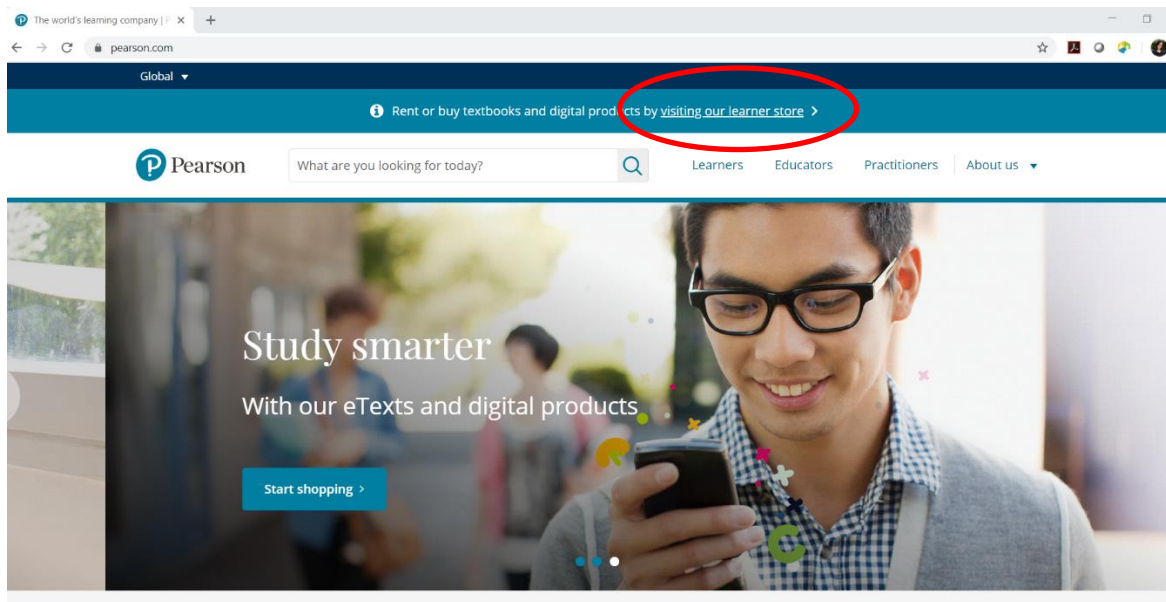 The world's learning company | P
pearson.com
Global
Rent or buy textbooks and digital products by visiting our learner store >
Pearson
What are you looking for today?
Learners Educators Practitioners About us
Study smarter
With our eTexts and digital products
Start shopping >